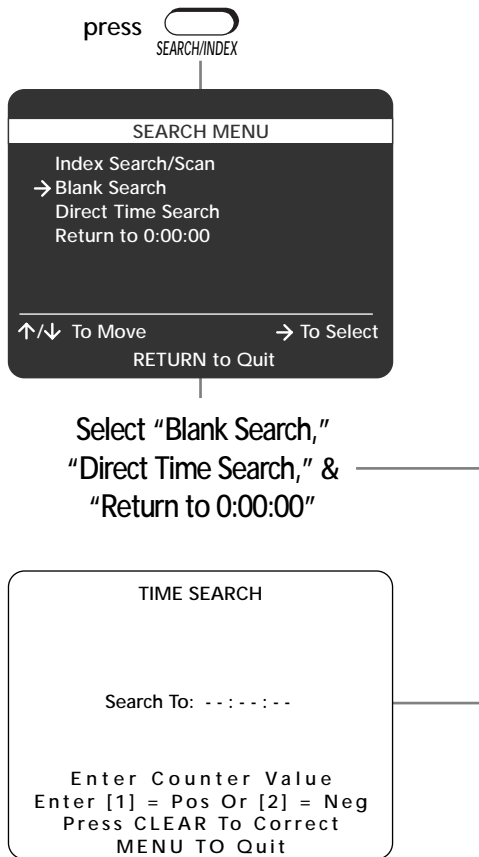 press
SEARCH/INDEX
SEARCH MENU
Index Search/Scan
→ Blank Search
Direct Time Search
Return to 0:00:00
↑/↓ To Move → To Select
RETURN to Quit
Select “Blank Search,”
“Direct Time Search,” &
“Return to 0:00:00”
TIME SEARCH
Search To: --:--:--
Enter Counter Value
Enter [1] = Pos Or [2] = Neg
Press CLEAR To Correct
MENU TO Quit